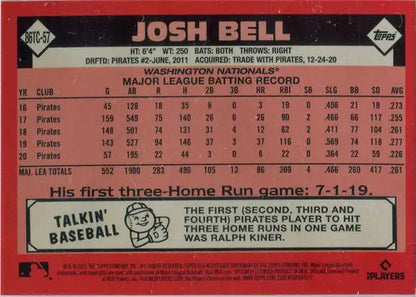 86TC-57
JOSH BELL
Topps
HT: 6'4" WT: 250 BATS: BOTH THROWS: RIGHT
DRFTD: PIRATES #2-JUNE, 2011 ACQUIRED: TRADE WITH PIRATES, 12-24-20
WASHINGTON NATIONALS®
MAJOR LEAGUE BATTING RECORD
YR CLUB G AB R H 2B 3B HR RBI SB SLG BB SO AVG
16 Pirates 45 128 18 35 8 0 3 19 0 .406 21 19 .273
17 Pirates 159 549 75 140 26 6 26 90 2 .466 66 117 .255
18 Pirates 148 501 74 131 31 4 12 62 2 .411 77 104 .261
19 Pirates 143 527 94 146 37 3 37 116 0 .569 74 118 .277
20 Pirates 57 195 22 44 3 0 8 22 0 .364 22 59 .226
MAJ. LEA TOTALS 552 1900 283 496 105 13 86 309 4 .466 260 417 .261
His first three-Home Run game: 7-1-19.
TALKIN'
BASEBALL
THE FIRST (SECOND, THIRD AND
FOURTH) PIRATES PLAYER TO HIT
THREE HOME RUNS IN ONE GAME
WAS RALPH KINER.
PLAYERS